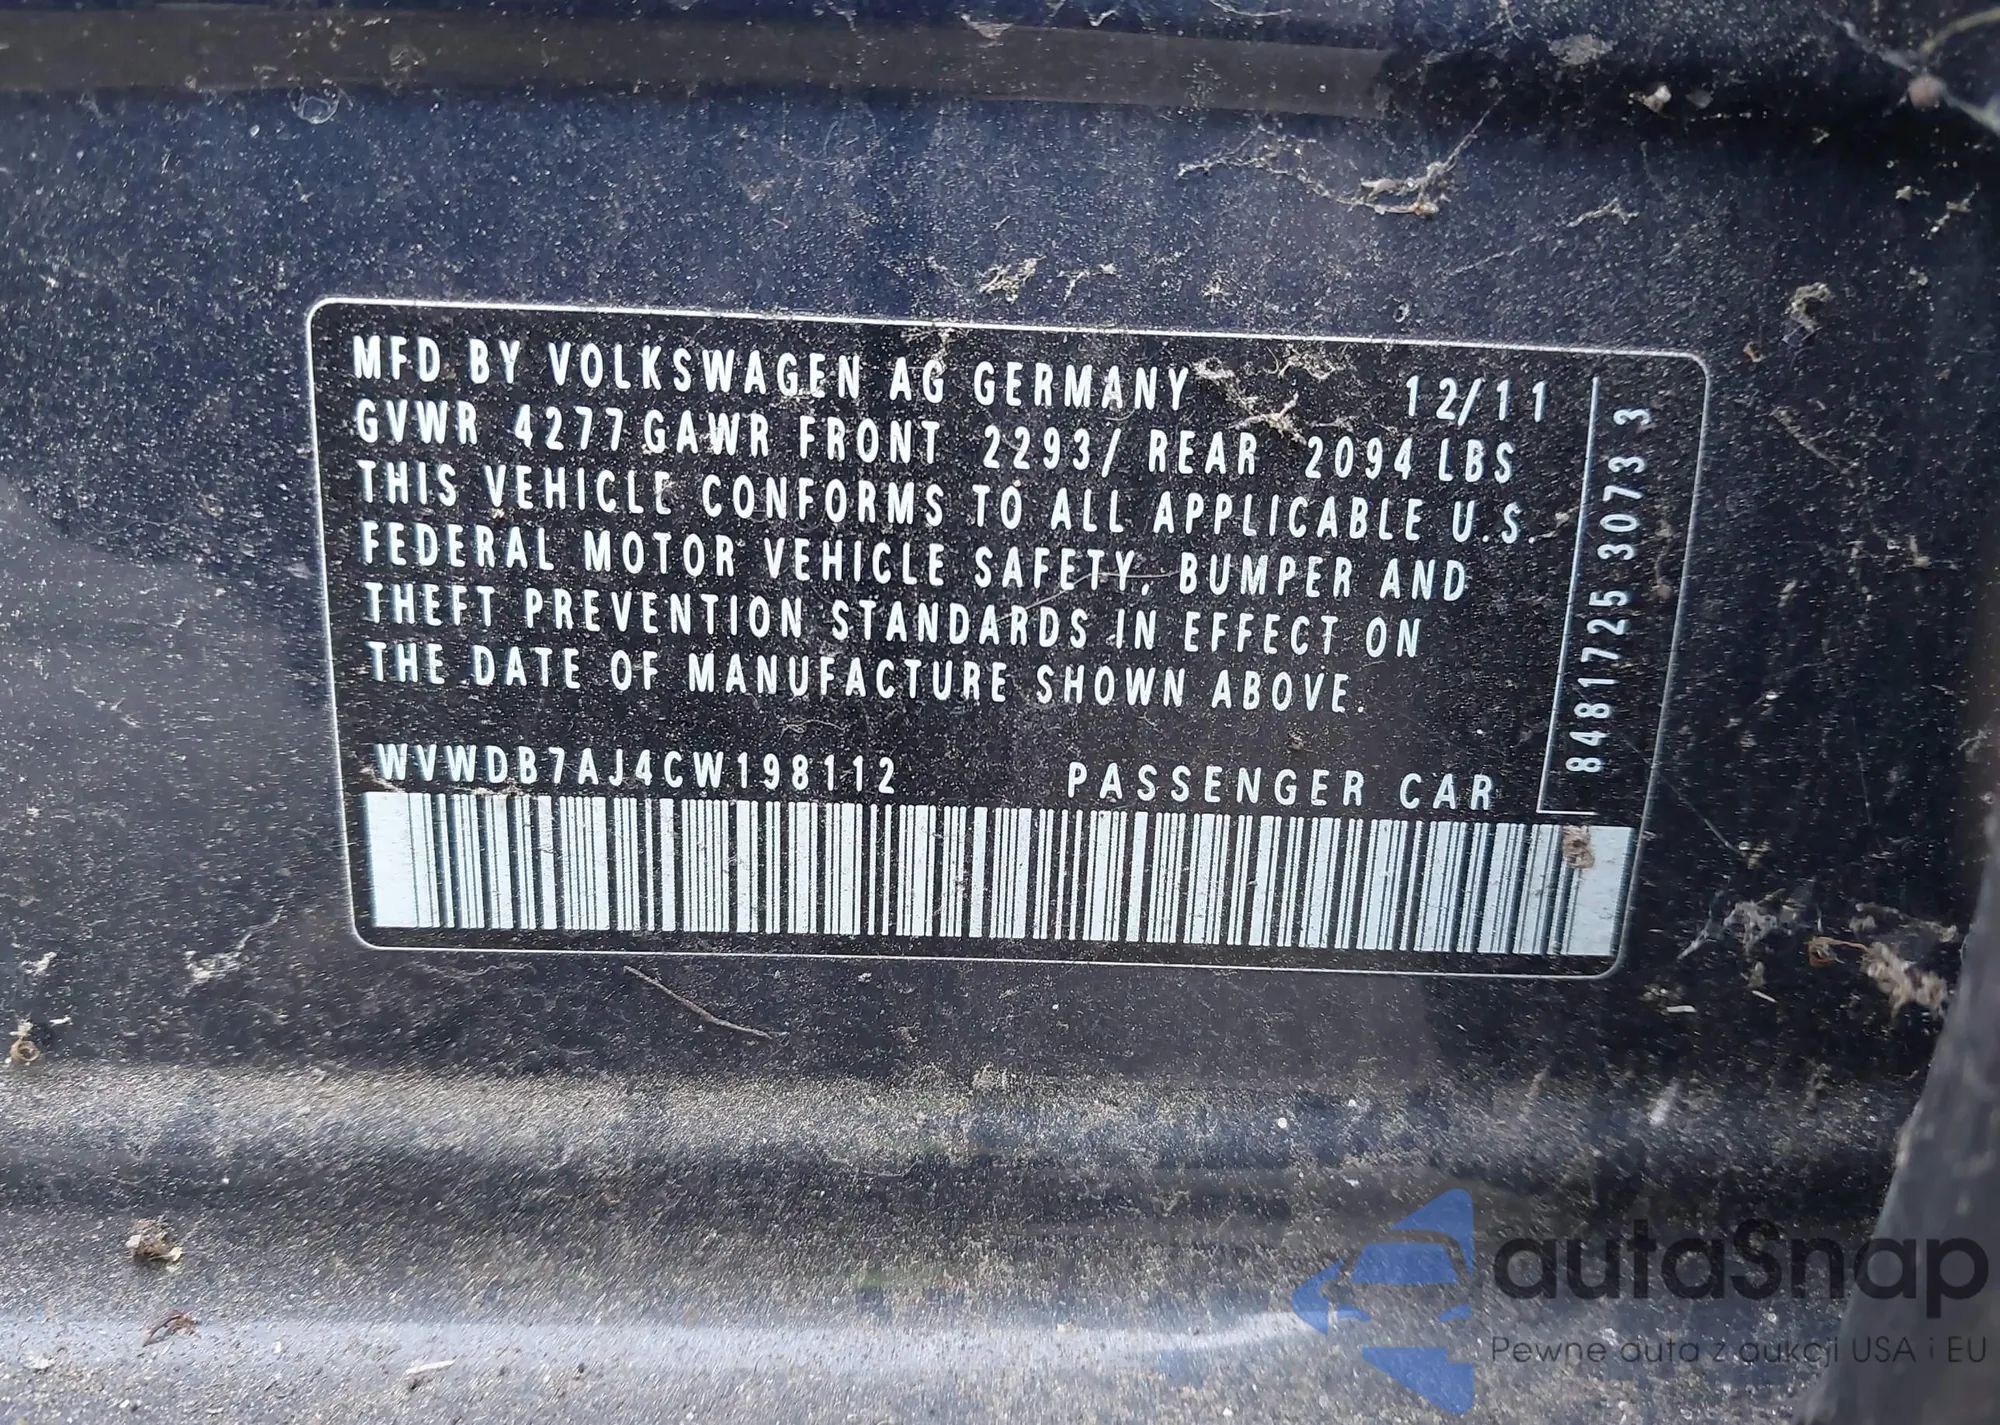 MFD BY VOLKSWAGEN AG GERMANY 12/11
GVWR 4277 GAWR FRONT 2293/ REAR 2094 LBS
THIS VEHICLE CONFORMS TO ALL APPLICABLE U.S.
FEDERAL MOTOR VEHICLE SAFETY, BUMPER AND
THEFT PREVENTION STANDARDS IN EFFECT ON
THE DATE OF MANUFACTURE SHOWN ABOVE.
WVWDB7AJ4CW198112 PASSENGER CAR
8481725 3073 3
autaSnap
Pewne auta z aukcji USA i EU